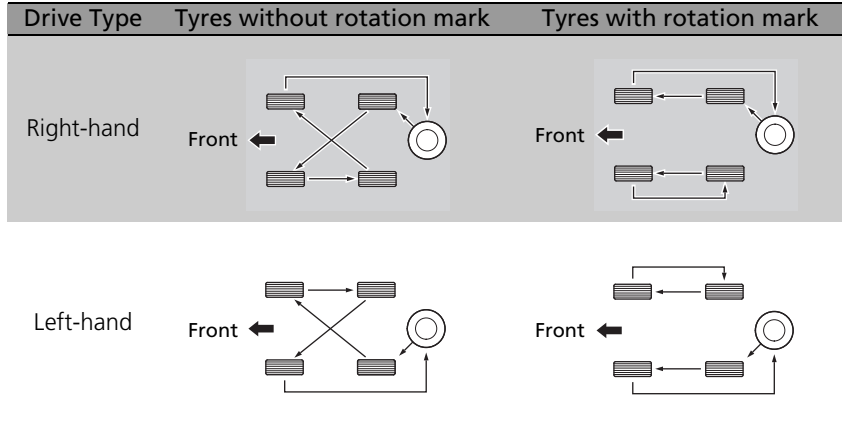 Drive Type Tyres without rotation mark Tyres with rotation mark
Right-hand
Front
Front
Left-hand
Front
Front